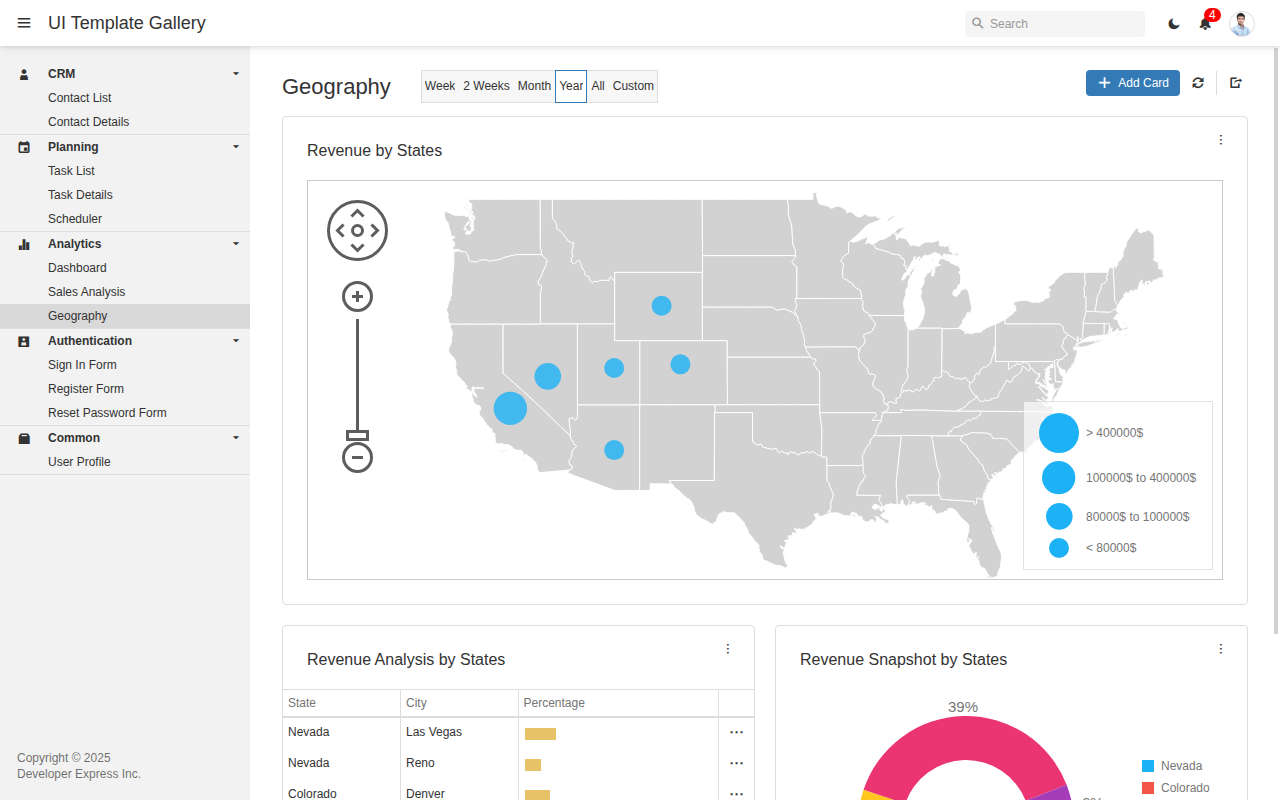 UI Template Gallery
Search
4
CRM
Contact List
Contact Details
Planning
Task List
Task Details
Scheduler
Analytics
Dashboard
Sales Analysis
Geography
Authentication
Sign In Form
Register Form
Reset Password Form
Common
User Profile
Copyright © 2025
Developer Express Inc.
Geography
Week 2 Weeks Month Year All Custom
Add Card
Revenue by States
> 400000$
100000$ to 400000$
80000$ to 100000$
< 80000$
Revenue Analysis by States
State City Percentage
Nevada Las Vegas
Nevada Reno
Colorado Denver
Revenue Snapshot by States
39%
Nevada
Colorado